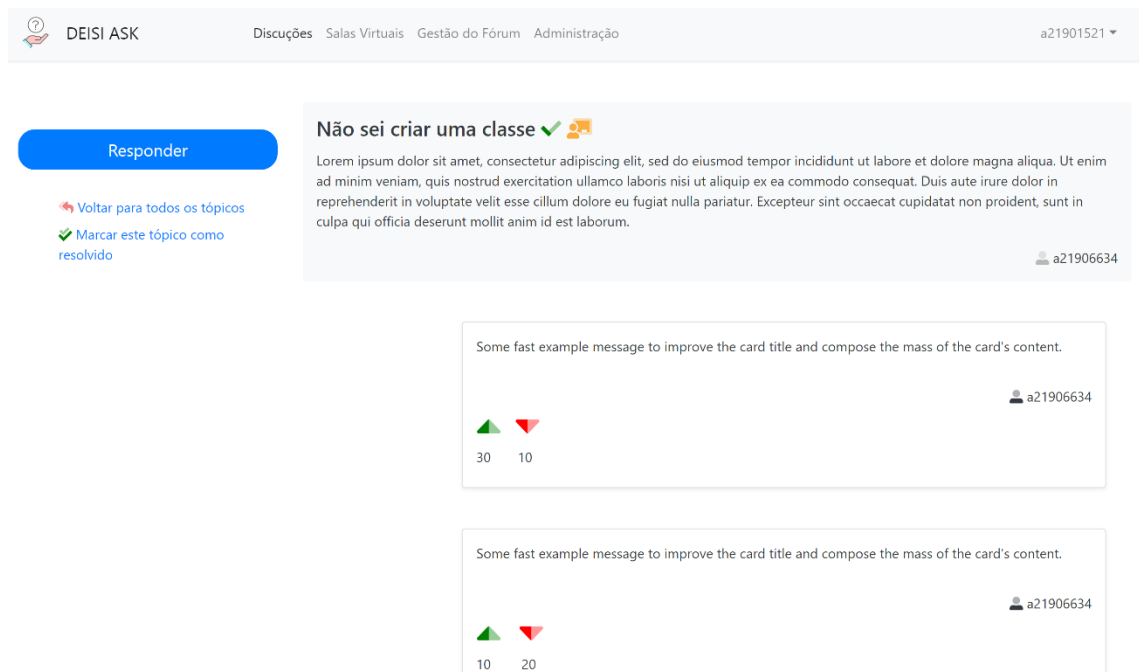 DEISI ASK
Discuções Salas Virtuais Gestão do Fórum Administração
a21901521
Responder
Voltar para todos os tópicos
Marcar este tópico como
resolvido
Não sei criar uma classe
Lorem ipsum dolor sit amet, consectetur adipiscing elit, sed do eiusmod tempor incididunt ut labore et dolore magna aliqua. Ut enim
ad minim veniam, quis nostrud exercitation ullamco laboris nisi ut aliquip ex ea commodo consequat. Duis aute irure dolor in
reprehenderit in voluptate velit esse cillum dolore eu fugiat nulla pariatur. Excepteur sint occaecat cupidatat non proident, sunt in
culpa qui officia deserunt mollit anim id est laborum.
a21906634
Some fast example message to improve the card title and compose the mass of the card's content.
a21906634
30 10
Some fast example message to improve the card title and compose the mass of the card's content.
a21906634
10 20